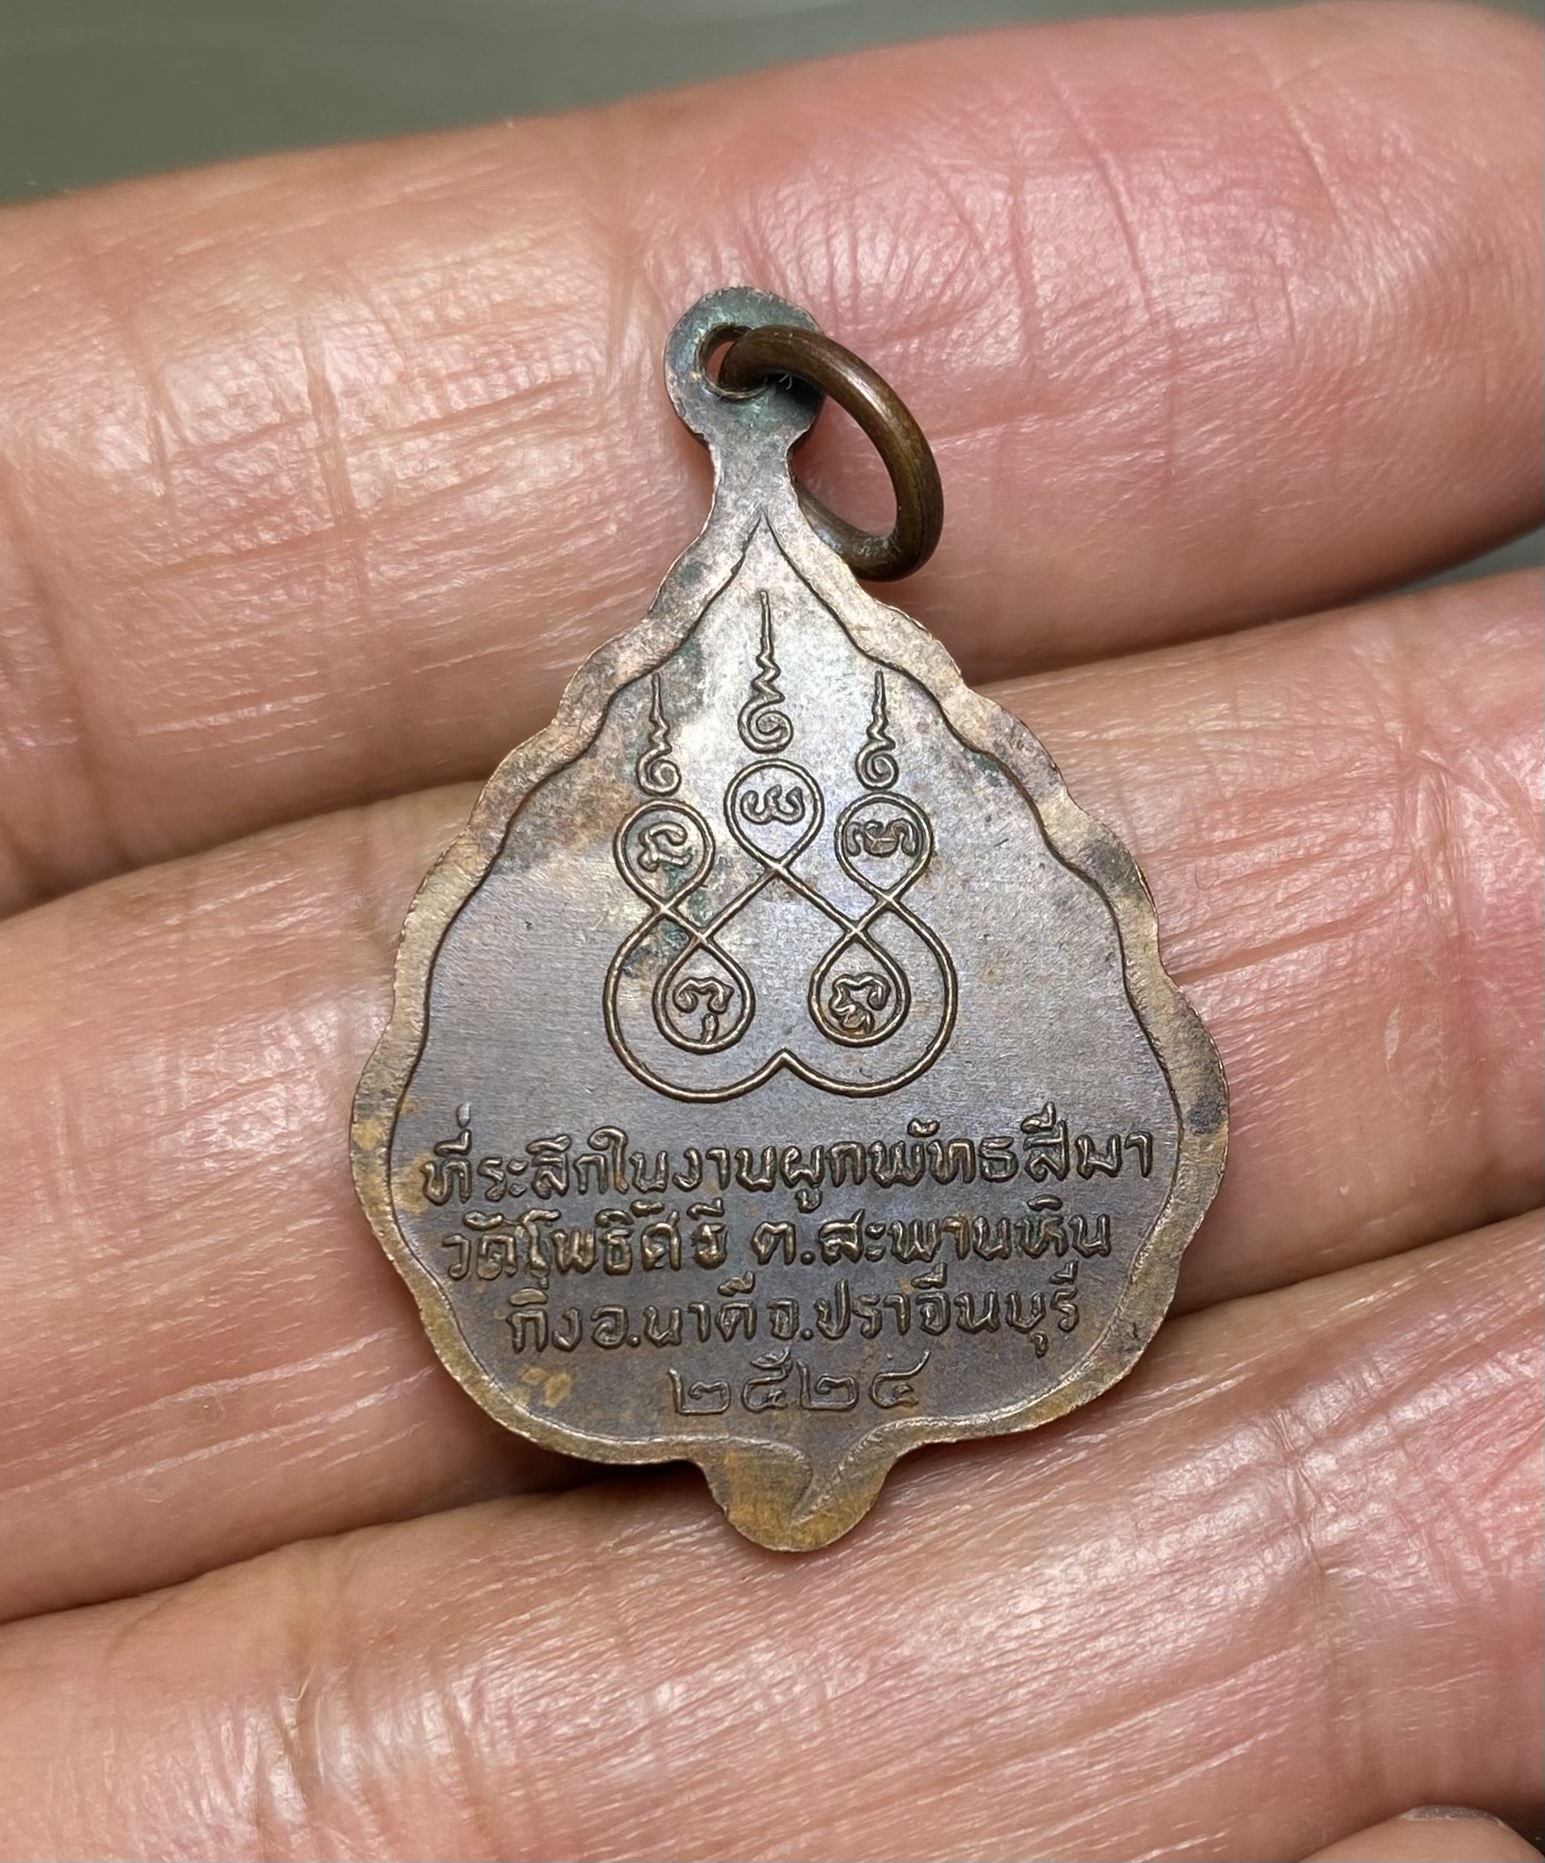 ที่ระลึกในงานผูกพัทธสีมา
วัดโพธิ์ศรี ต.สะพานหิน
กิ่งอ.นาดี จ.ปราจีนบุรี
๒๕๒๔